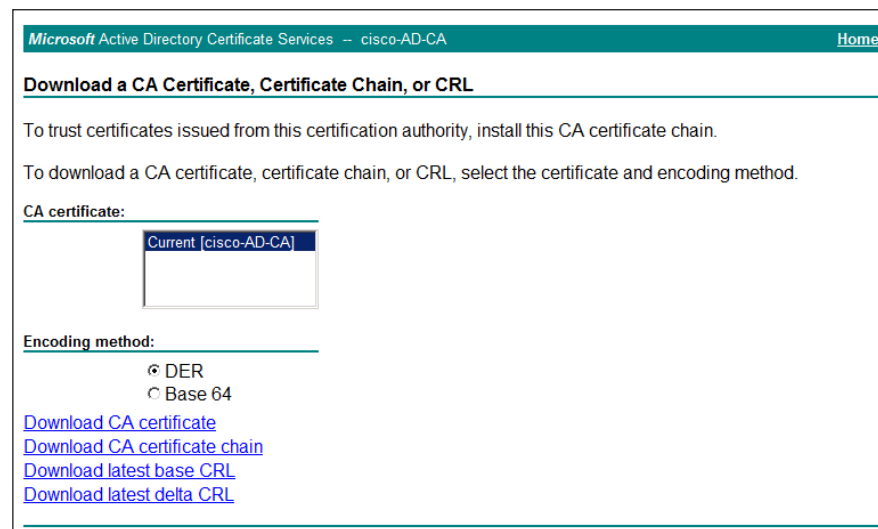 Microsoft Active Directory Certificate Services -- cisco-AD-CA Home
Download a CA Certificate, Certificate Chain, or CRL
To trust certificates issued from this certification authority, install this CA certificate chain.
To download a CA certificate, certificate chain, or CRL, select the certificate and encoding method.
CA certificate:
Current [cisco-AD-CA]
Encoding method:
DER
Base 64
Download CA certificate
Download CA certificate chain
Download latest base CRL
Download latest delta CRL